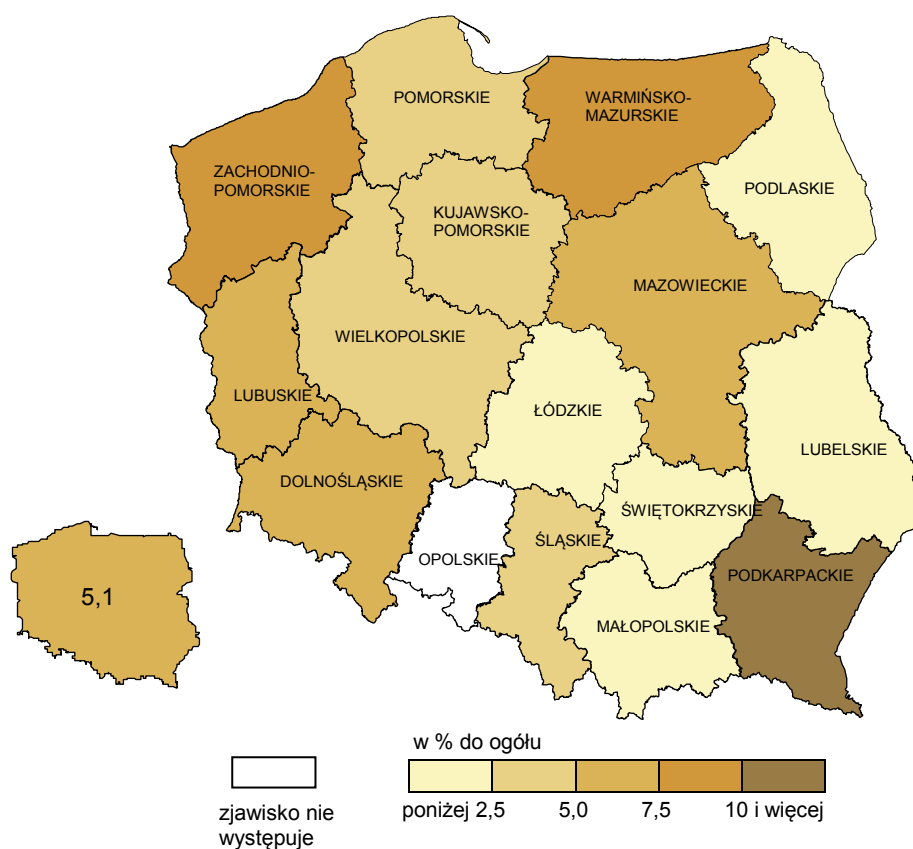 POMORSKIE
WARMIŃSKO-
MAZURSKIE
ZACHODNIO-
POMORSKIE
PODLASKIE
KUJAWSKO-
POMORSKIE
MAZOWIECKIE
WIELKOPOLSKIE
LUBUSKIE
ŁÓDZKIE
LUBELSKIE
DOLNOŚLĄSKIE
ŚWIĘTOKRZYSKIE
ŚLĄSKIE
OPOLSKIE
PODKARPACKIE
5,1
MAŁOPOLSKIE
w % do ogółu
zjawisko nie
występuje
poniżej 2,5 5,0 7,5 10 i więcej